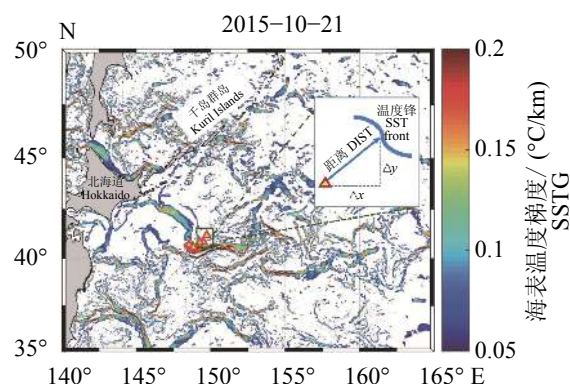 2015-10-21
N
50°
45°
40°
35°
140°
145°
150°
155°
160°
165° E
千岛群岛
Kuril Islands
北海道
Hokkaido
温度锋
SST
front
距离 DIST
Δy
Δx
0.2
0.15
0.1
0.05
海表温度梯度/ (°C/km)
SSTG